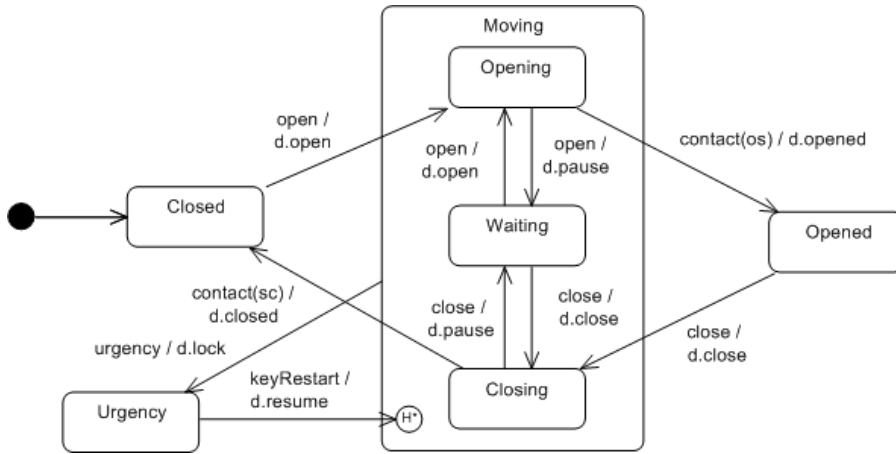 Moving
Opening
open /
d.open
open /
d.open
open /
d.pause
contact(os) / d.opened
Closed
Waiting
Opened
contact(sc) /
d.closed
close /
d.pause
close /
d.close
close /
d.close
urgency / d.lock
keyRestart /
d.resume
Urgency
H*
Closing